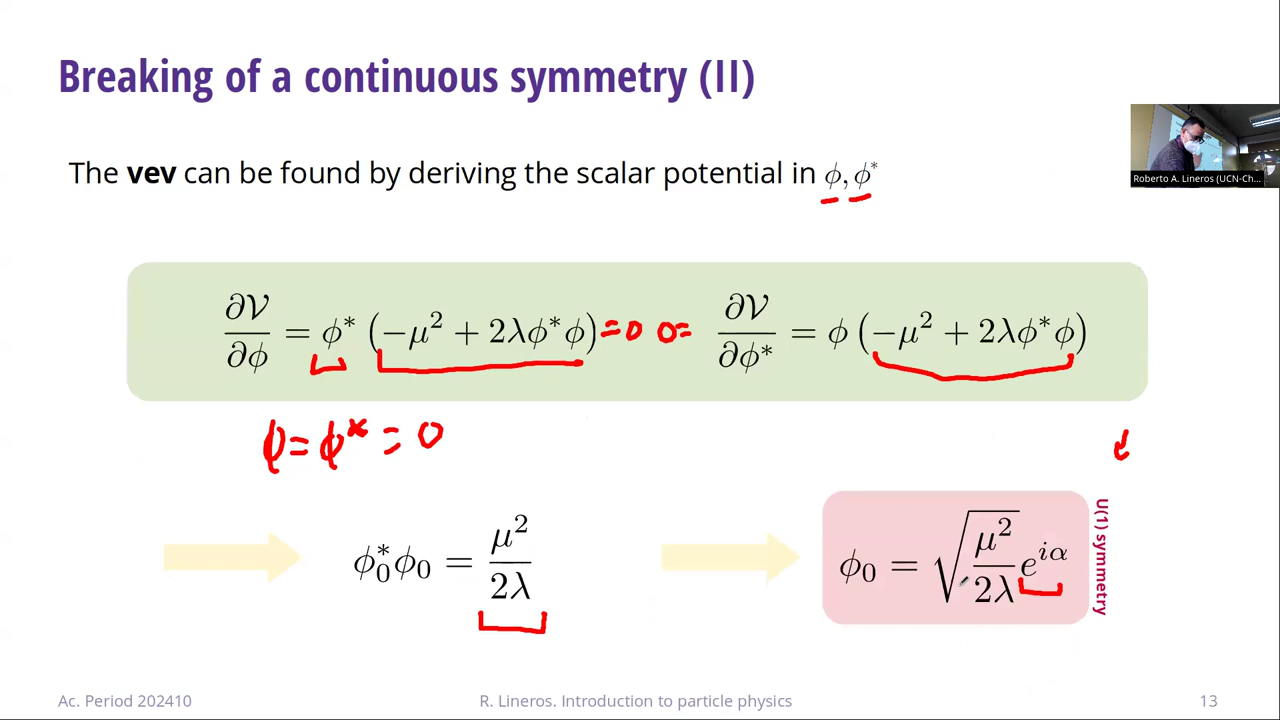 Breaking of a continuous symmetry (II)
The vev can be found by deriving the scalar potential in ϕ, ϕ*
Roberto A. Lineros (UCN-Ch...
∂𝒱/∂ϕ = ϕ* (−μ² + 2λϕ*ϕ) =0 0= ∂𝒱/∂ϕ* = ϕ (−μ² + 2λϕ*ϕ)
ϕ = ϕ* = 0
ϕ₀*ϕ₀ = μ²/2λ
ϕ₀ = √(μ²/2λ) e^{iα}
U(1) symmetry
Ac. Period 202410
R. Lineros. Introduction to particle physics
13